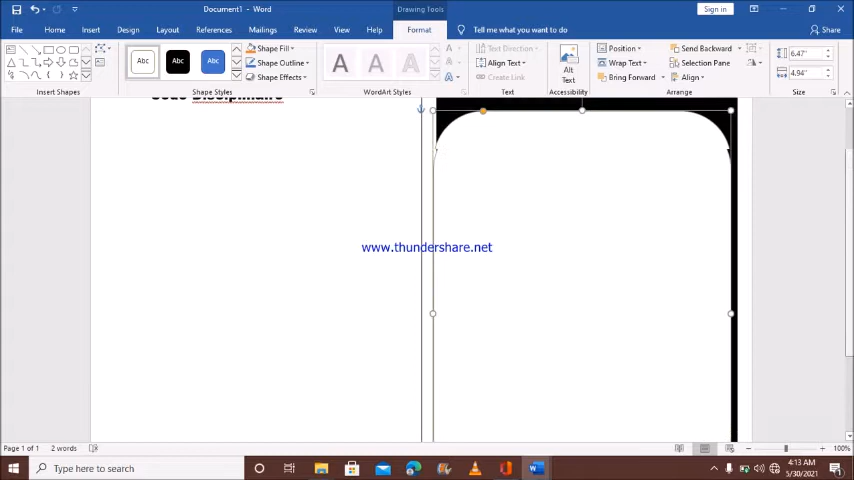 Document1 - Word
Drawing Tools
Sign in
File Home Insert Design Layout References Mailings Review View Help Format Tell me what you want to do Share
Abc Abc Abc
Shape Fill
Shape Outline
Shape Effects
A A A
Text Direction
Align Text
Create Link
Alt
Text
Position
Wrap Text
Bring Forward
Send Backward
Selection Pane
Align
6.47"
4.94"
Insert Shapes Shape Styles WordArt Styles Text Accessibility Arrange Size
Code Disciplinaire
www.thundershare.net
Page 1 of 1 2 words 100%
Type here to search
4:13 AM
5/30/2021